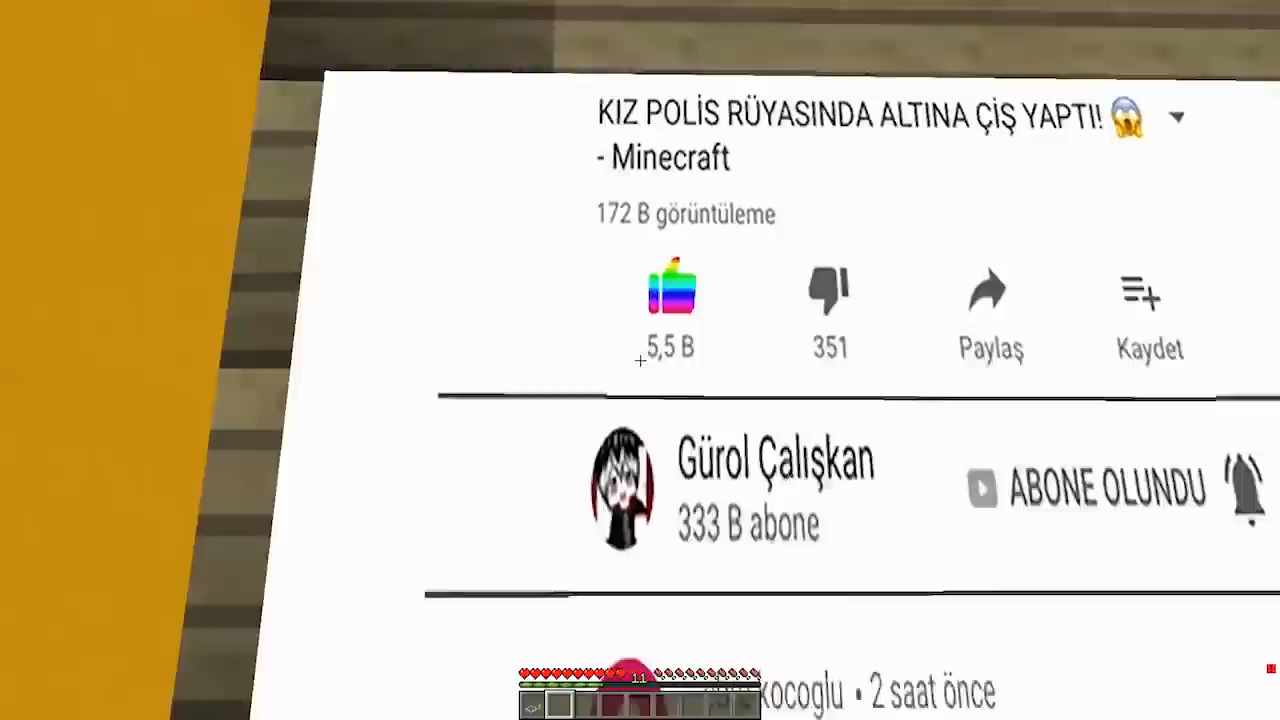 KIZ POLİS RÜYASINDA ALTINA ÇİŞ YAPTI! 😱
- Minecraft
172 B görüntüleme
5,5 B 351 Paylaş Kaydet
Gürol Çalışkan
333 B abone
ABONE OLUNDU
kocoglu • 2 saat önce
11